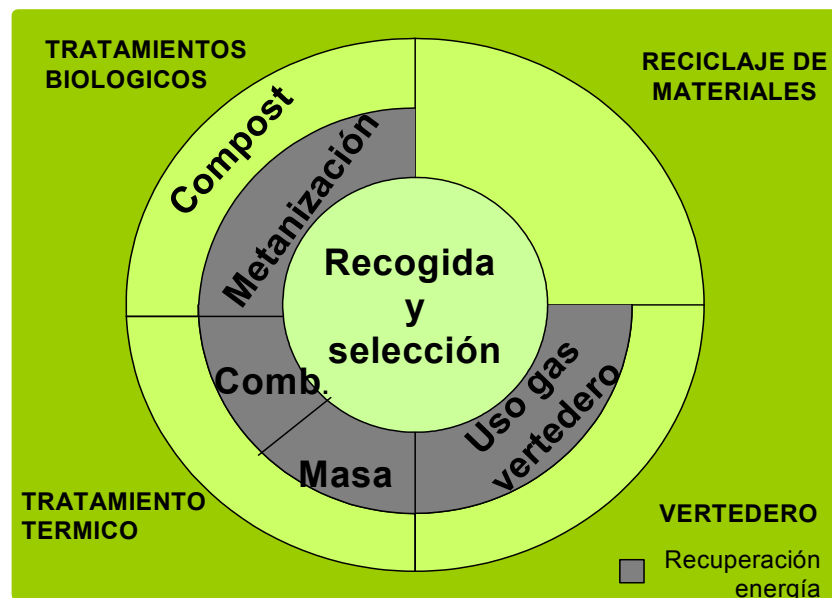 TRATAMIENTOS
BIOLOGICOS
RECICLAJE DE
MATERIALES
Compost
Metanización
Recogida
y
selección
Comb.
Masa
Uso gas
vertedero
TRATAMIENTO
TERMICO
VERTEDERO
Recuperación
energía